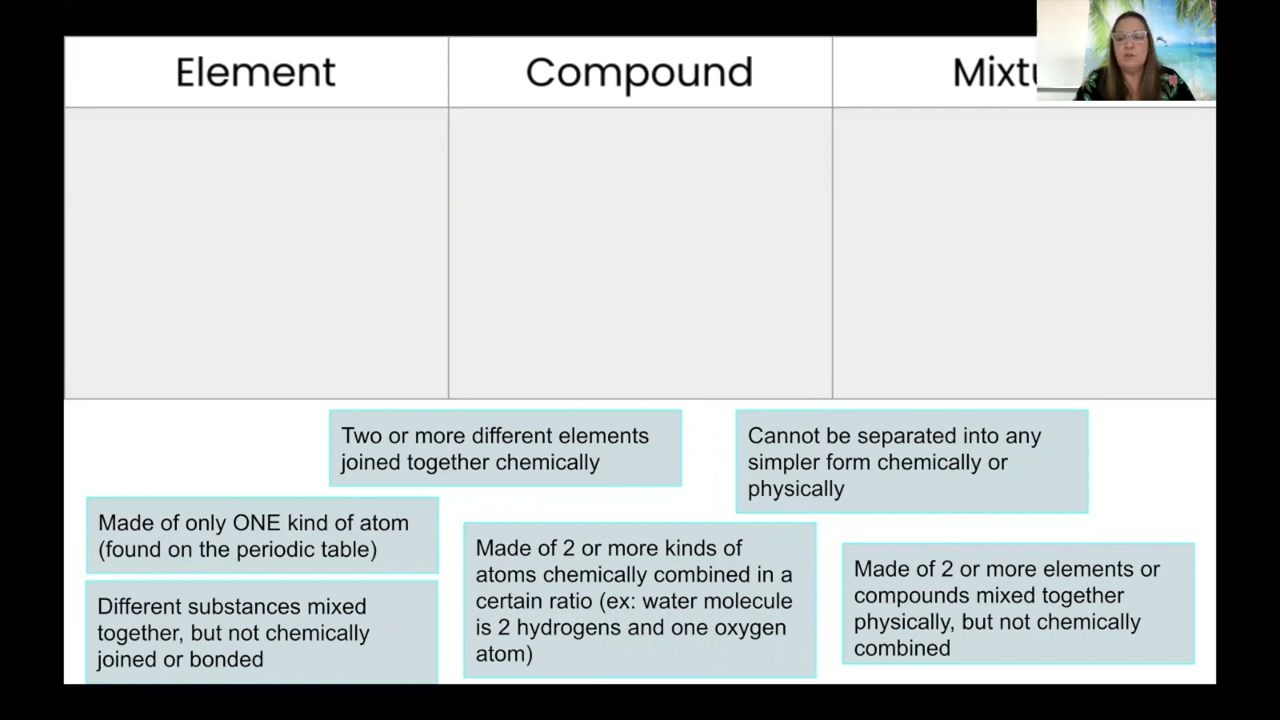 Element
Compound
Two or more different elements
joined together chemically
Cannot be separated into any
simpler form chemically or
physically
Made of only ONE kind of atom
(found on the periodic table)
Made of 2 or more kinds of
atoms chemically combined in a
certain ratio (ex: water molecule
is 2 hydrogens and one oxygen
atom)
Made of 2 or more elements or
compounds mixed together
physically, but not chemically
combined
Different substances mixed
together, but not chemically
joined or bonded